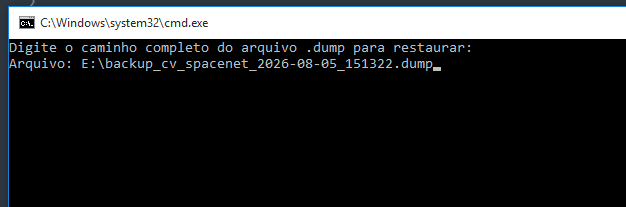 C:\Windows\system32\cmd.exe
Digite o caminho completo do arquivo .dump para restaurar:
Arquivo: E:\backup_cv_spacenet_2026-08-05_151322.dump